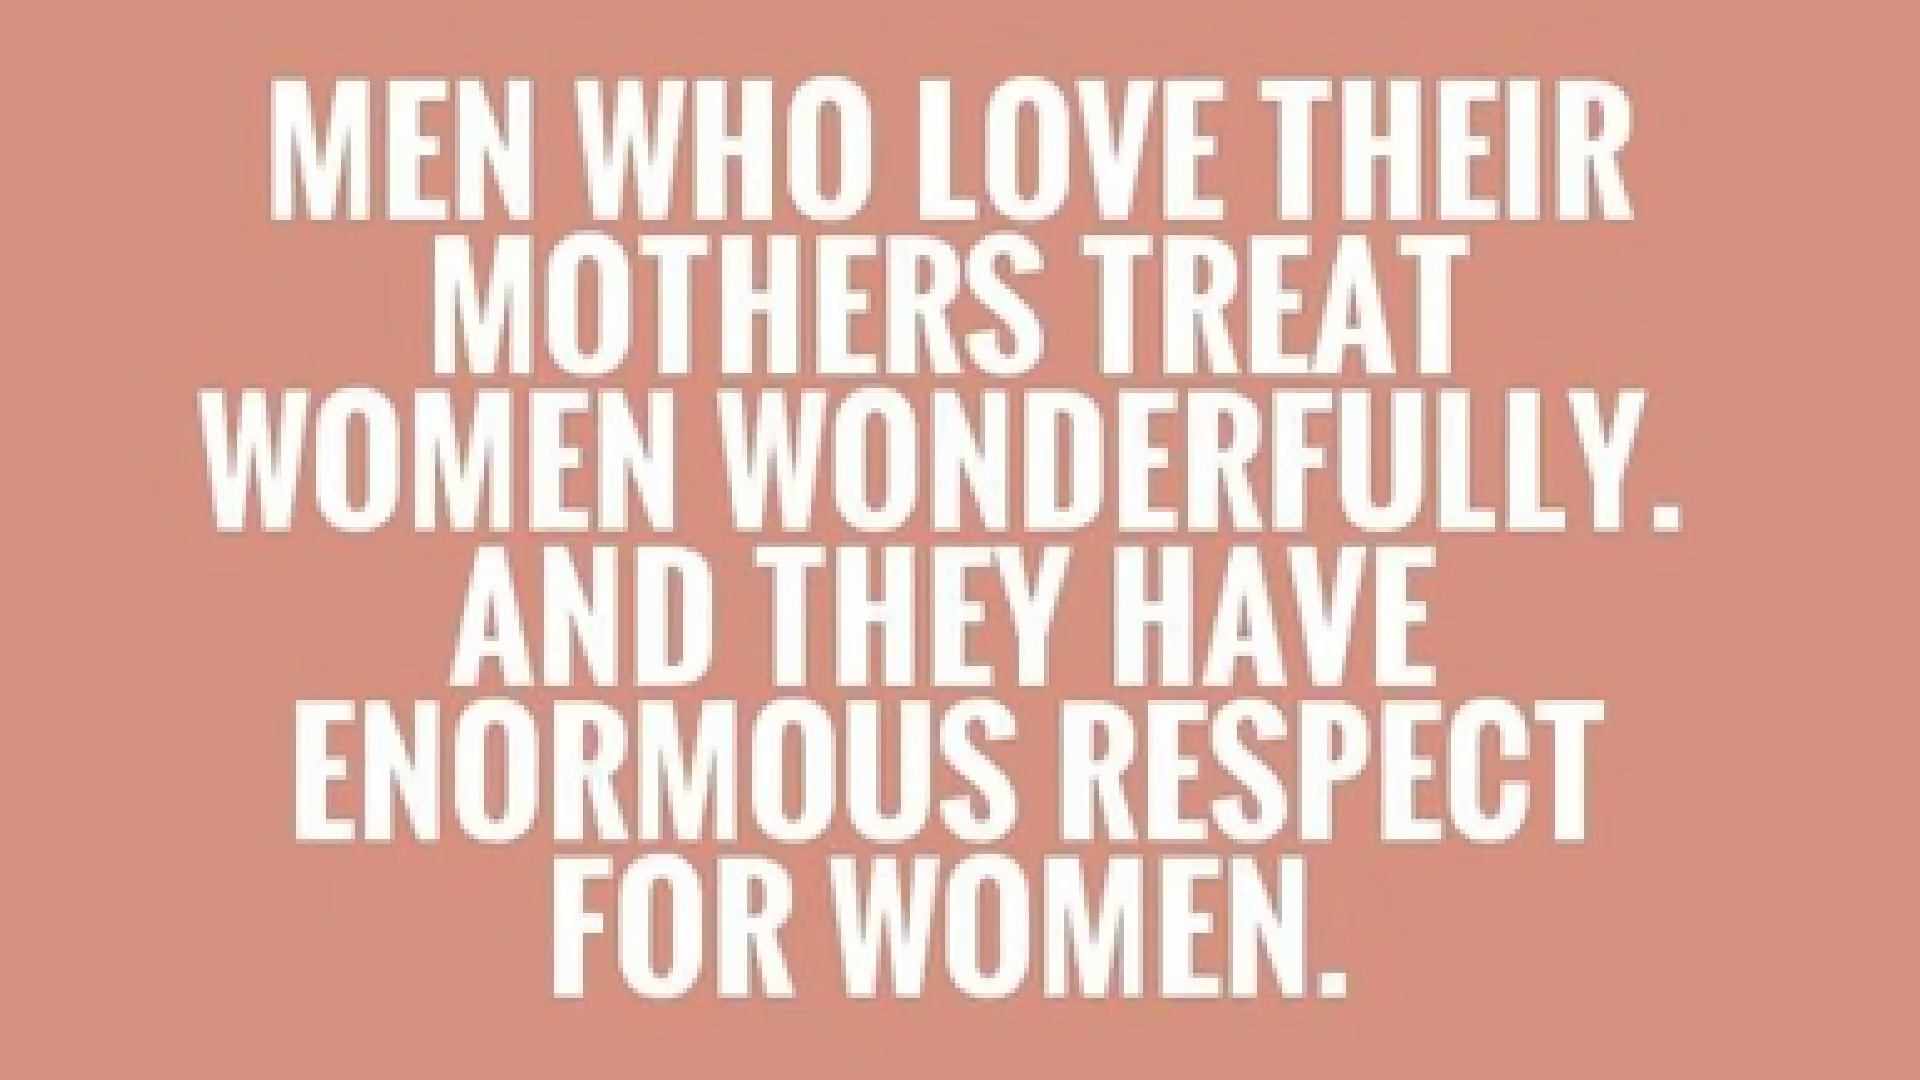 MEN WHO LOVE THEIR
MOTHERS TREAT
WOMEN WONDERFULLY.
AND THEY HAVE
ENORMOUS RESPECT
FOR WOMEN.